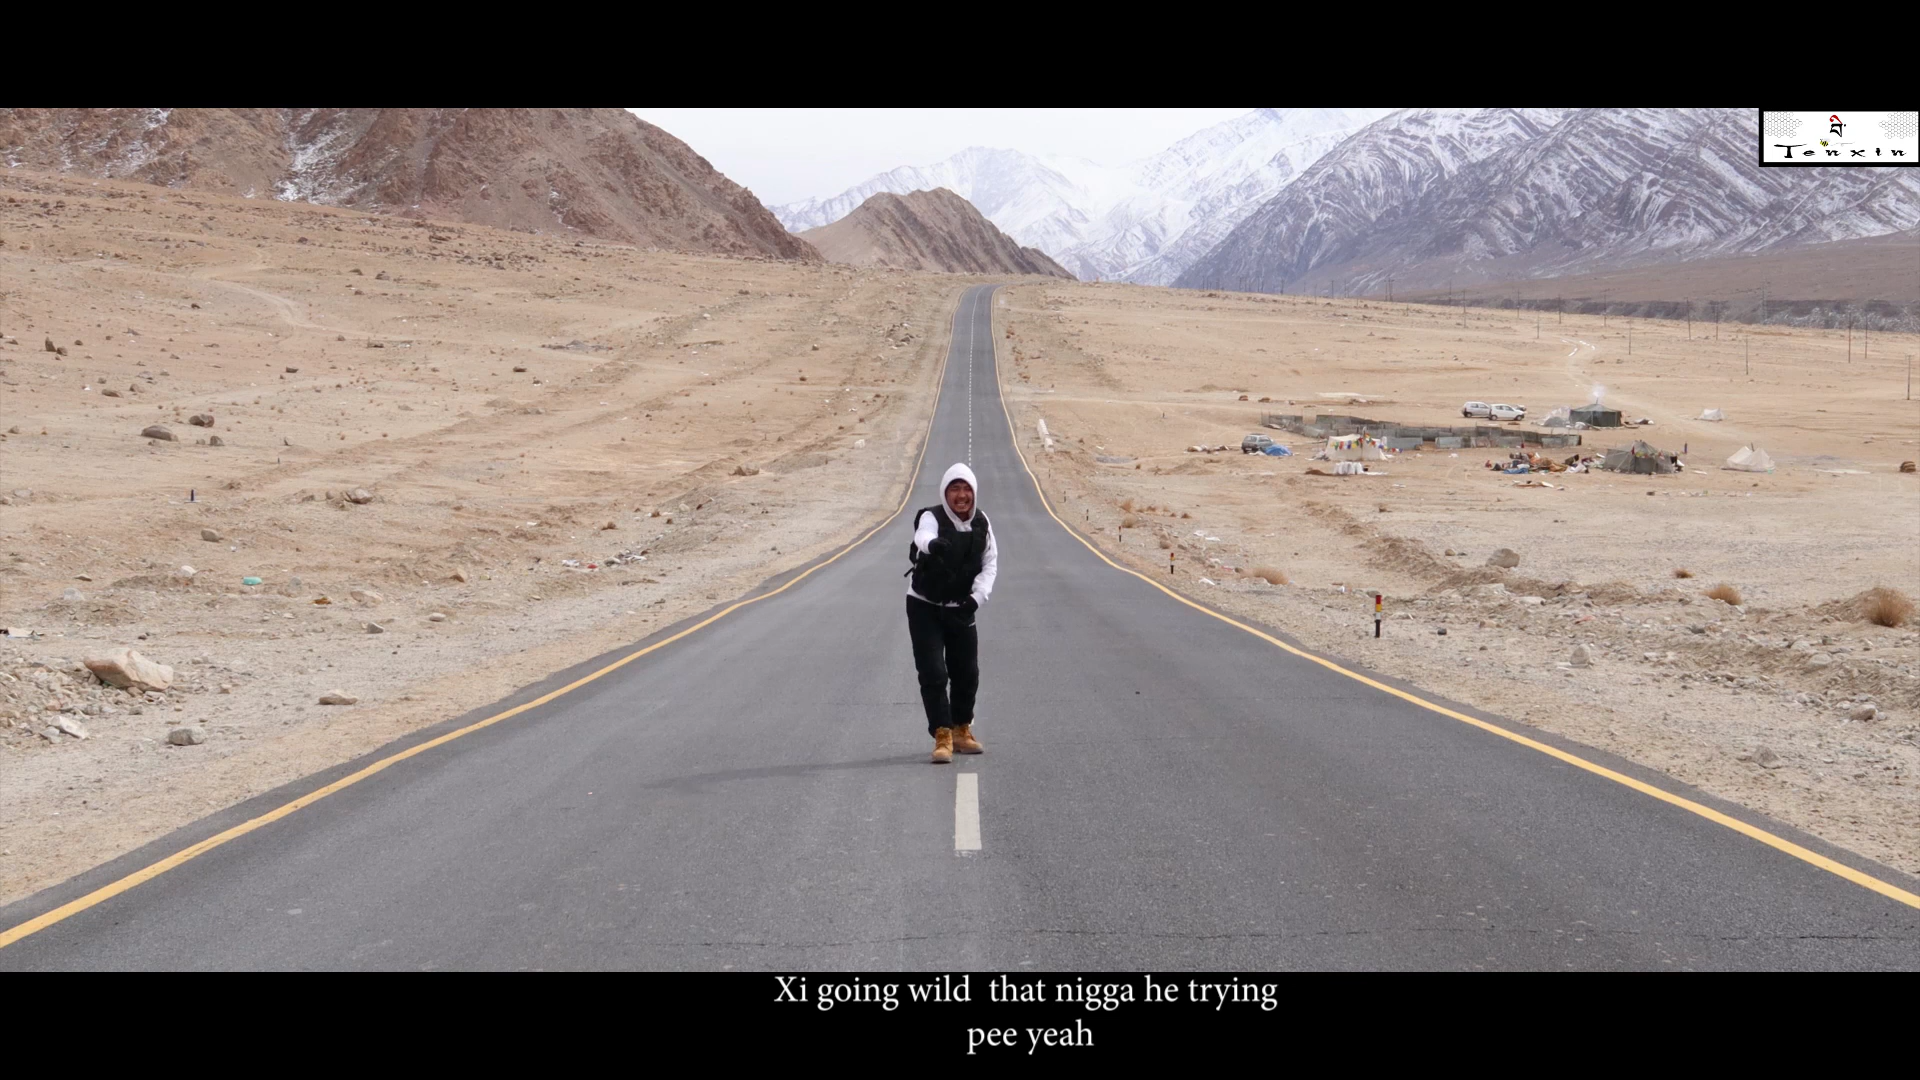 Tenxin
Xi going wild that nigga he trying
pee yeah